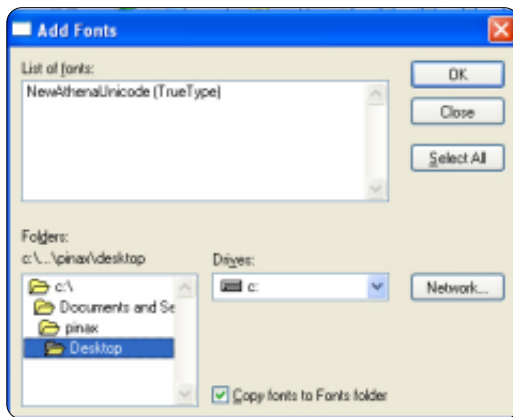 Add Fonts
List of fonts:
NewAthenaUnicode (TrueType)
OK
Close
Select All
Folders:
c:\...\pinax\desktop
c:\
Documents and Se
pinax
Desktop
Drives:
c:
Network...
Copy fonts to Fonts folder